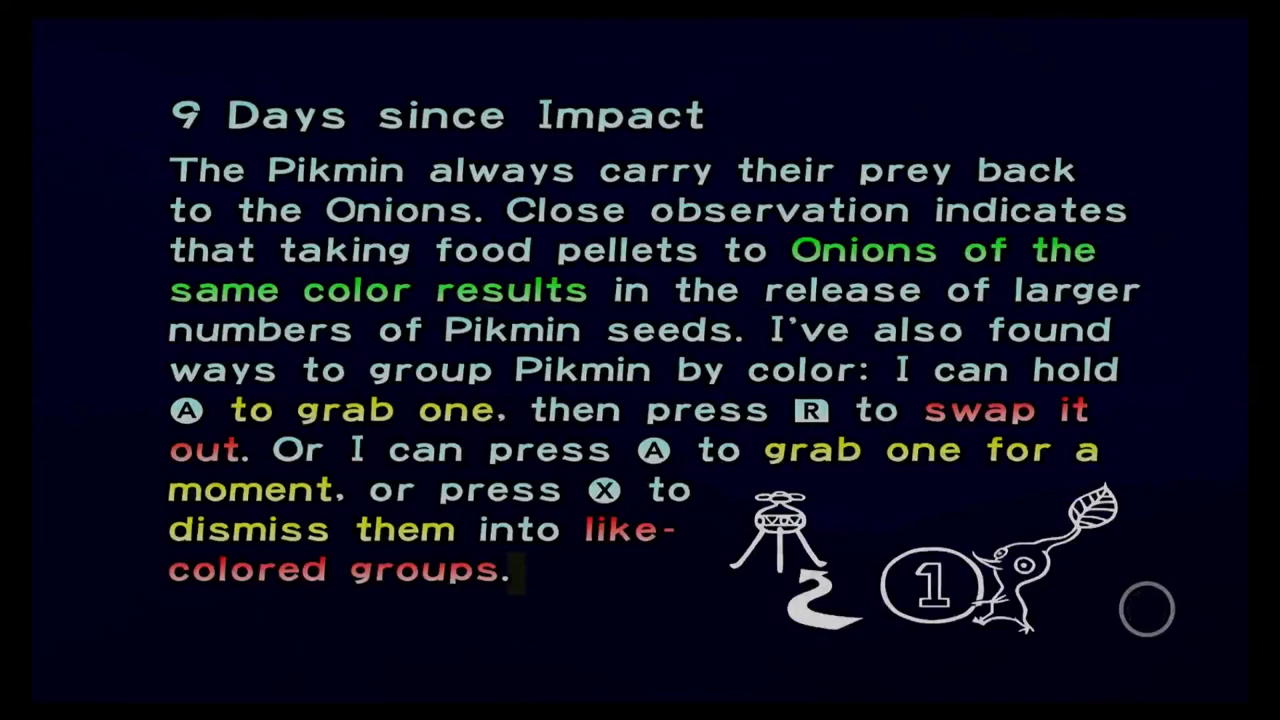 9 Days since Impact
The Pikmin always carry their prey back
to the Onions. Close observation indicates
that taking food pellets to Onions of the
same color results in the release of larger
numbers of Pikmin seeds. I've also found
ways to group Pikmin by color: I can hold
A to grab one, then press R to swap it
out. Or I can press A to grab one for a
moment, or press X to
dismiss them into like-
colored groups.
1